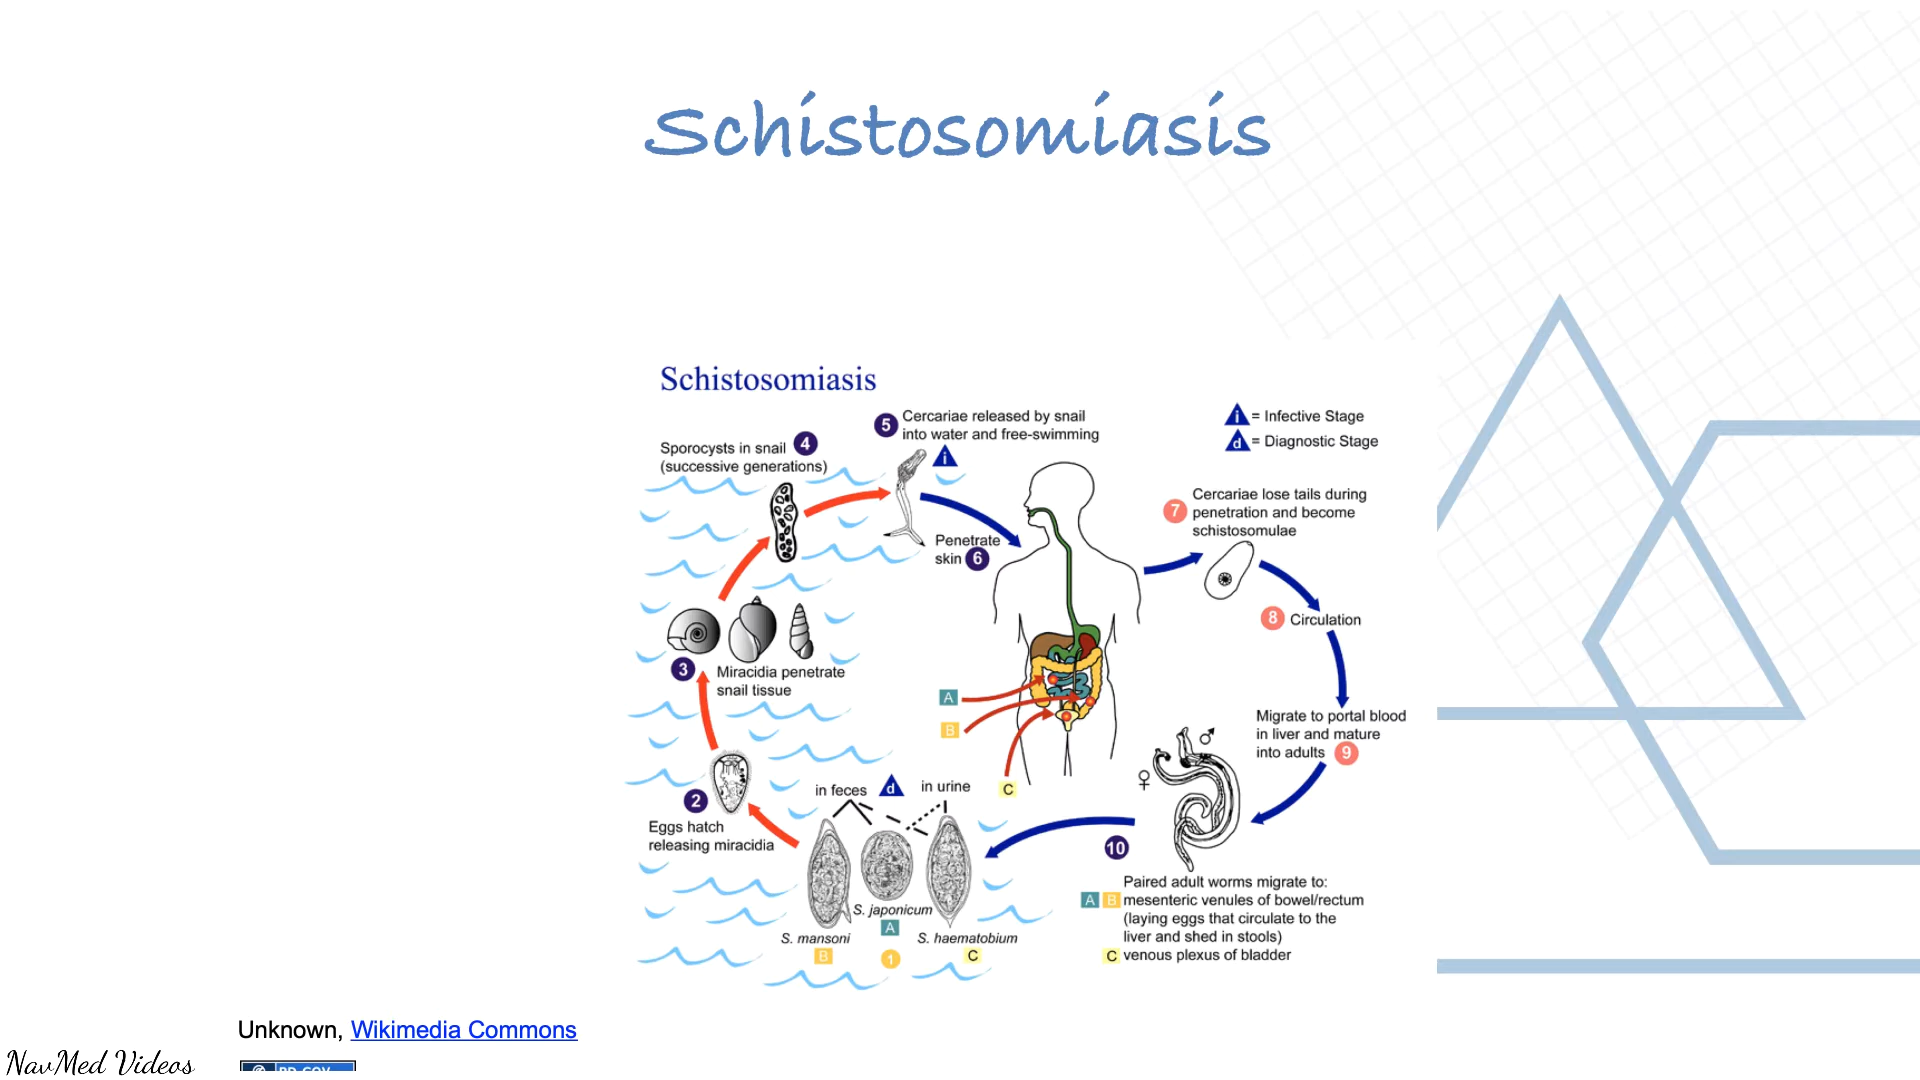 Schistosomiasis
Schistosomiasis
5
Cercariae released by snail
into water and free-swimming
i
i = Infective Stage
d = Diagnostic Stage
Sporocysts in snail 4
(successive generations)
7
Cercariae lose tails during
penetration and become
schistosomulae
Penetrate
skin 6
8 Circulation
3
Miracidia penetrate
snail tissue
A
B
C
Migrate to portal blood
in liver and mature
into adults 9
♂
♀
2
Eggs hatch
releasing miracidia
in feces d in urine
10
S. japonicum
A
S. mansoni
B
1
S. haematobium
C
Paired adult worms migrate to:
A B mesenteric venules of bowel/rectum
(laying eggs that circulate to the
liver and shed in stools)
C venous plexus of bladder
Unknown, Wikimedia Commons
NavMed Videos